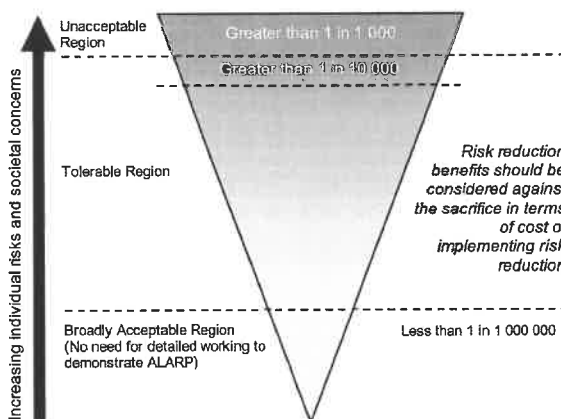 Increasing individual risks and societal concerns
Unacceptable
Region
Greater than 1 in 1 000
Greater than 1 in 10 000
Tolerable Region
Risk reduction
benefits should be
considered agains
the sacrifice in terms
of cost o
implementing risk
reduction
Broadly Acceptable Region
(No need for detailed working to
demonstrate ALARP)
Less than 1 in 1 000 000